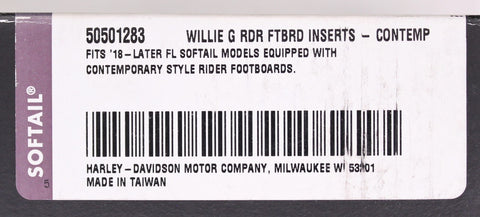 50501283 WILLIE G RDR FTBRD INSERTS - CONTEMP
FITS '18-LATER FL SOFTAIL MODELS EQUIPPED WITH
CONTEMPORARY STYLE RIDER FOOTBOARDS.
HARLEY-DAVIDSON MOTOR COMPANY, MILWAUKEE WI 53201
MADE IN TAIWAN
SOFTAIL®